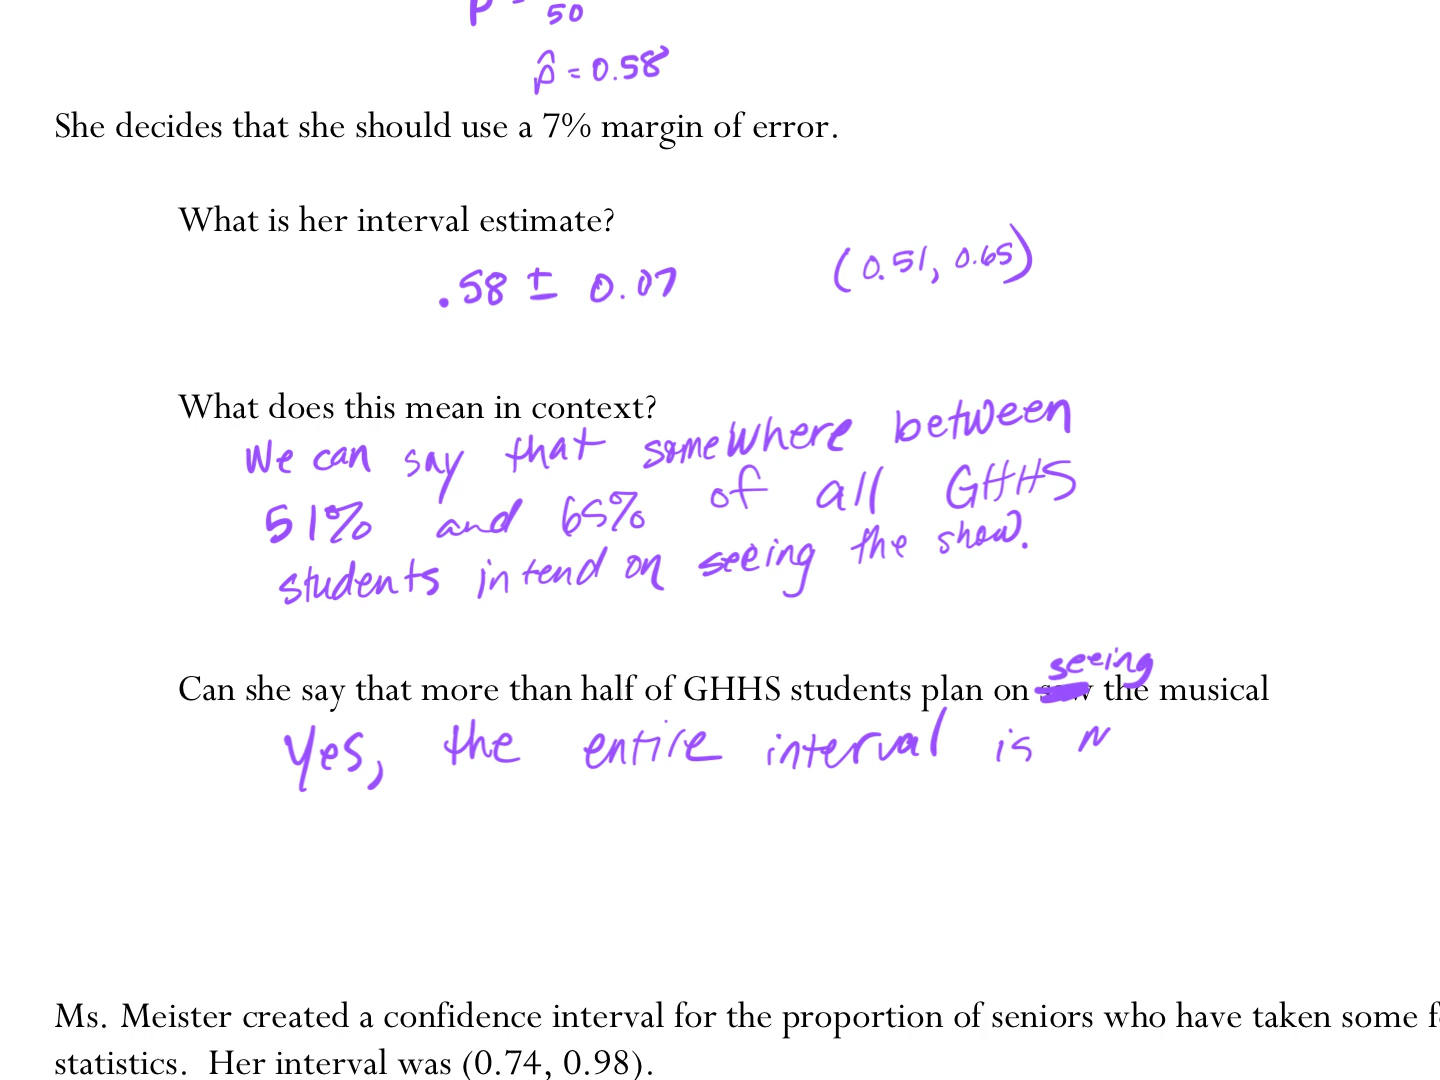 50
p̂ = 0.58
She decides that she should use a 7% margin of error.
What is her interval estimate?
.58 ± 0.07 (0.51, 0.65)
What does this mean in context?
We can say that somewhere between
51% and 65% of all GHHS
students intend on seeing the show.
seeing
Can she say that more than half of GHHS students plan on the musical
Yes, the entire interval is
Ms. Meister created a confidence interval for the proportion of seniors who have taken some
statistics. Her interval was (0.74, 0.98).